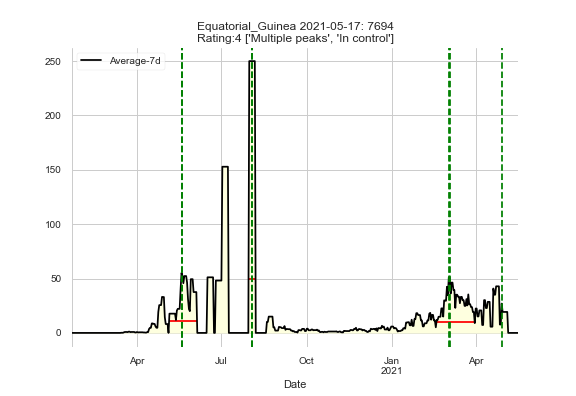 Equatorial_Guinea 2021-05-17: 7694
Rating:4 ['Multiple peaks', 'In control']
Average-7d
250
200
150
100
50
0
Apr
Jul
Oct
Jan
2021
Apr
Date